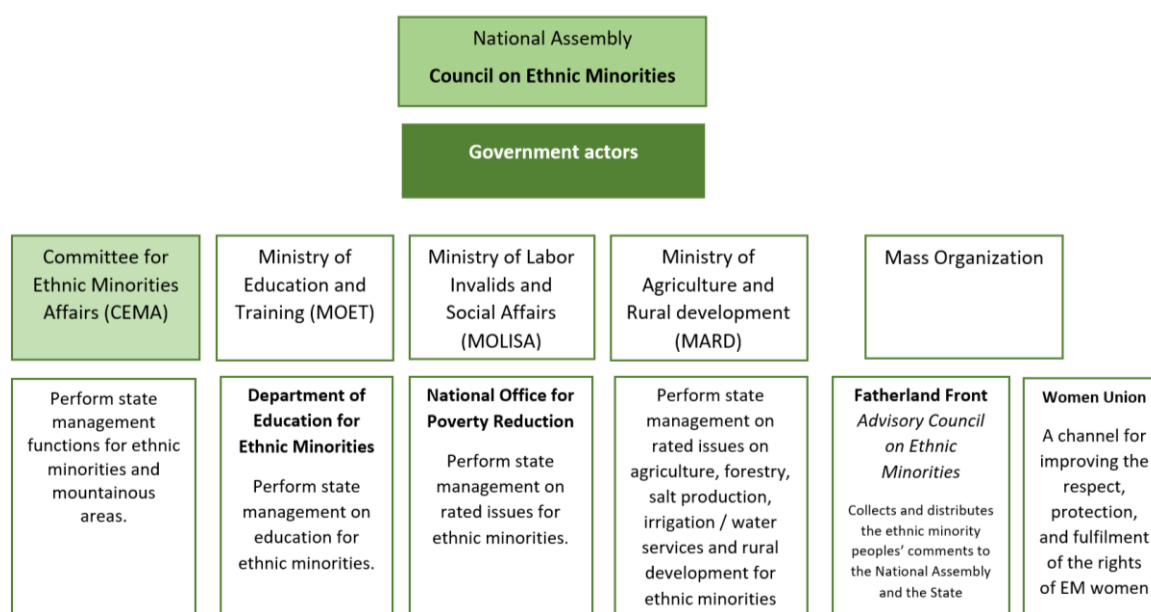 National Assembly
Council on Ethnic Minorities
Government actors
Committee for
Ethnic Minorities
Affairs (CEMA)
Ministry of
Education and
Training (MOET)
Ministry of Labor
Invalids and
Social Affairs
(MOLISA)
Ministry of
Agriculture and
Rural development
(MARD)
Mass Organization
Perform state
management
functions for ethnic
minorities and
mountainous
areas.
Department of
Education for
Ethnic Minorities
Perform state
management on
education for
ethnic minorities.
National Office for
Poverty Reduction
Perform state
management on
rated issues for
ethnic minorities.
Perform state
management on
rated issues on
agriculture, forestry,
salt production,
irrigation / water
services and rural
development for
ethnic minorities
Fatherland Front
Advisory Council
on Ethnic
Minorities
Collects and distributes
the ethnic minority
peoples’ comments to
the National Assembly
and the State
Women Union
A channel for
improving the
respect,
protection,
and fulfilment
of the rights
of EM women